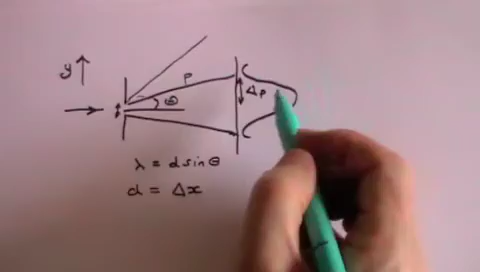 y
p
θ
Δp
λ = d sin θ
d = Δx